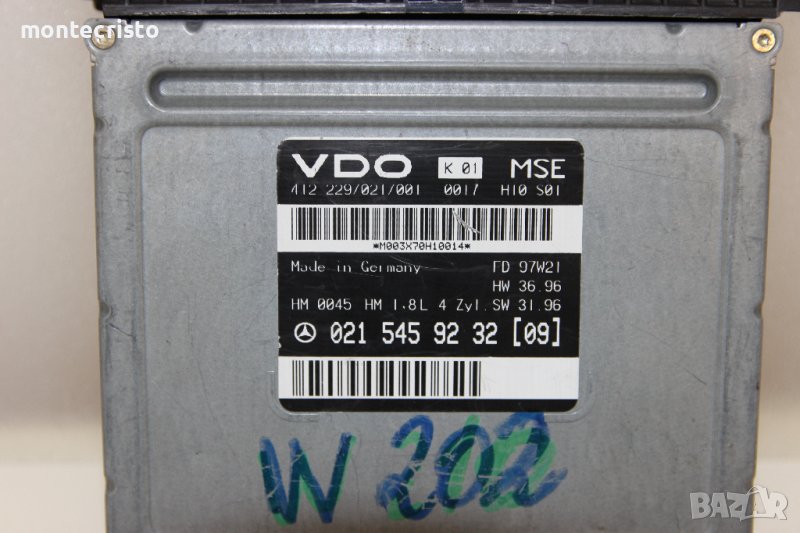 montecristo
VDO K 01 MSE
412 229/021/001 0017 H10 S01
*M003X70H10014*
Made in Germany FD 97W21
HW 36.96
HM 0045 HM 1.8L 4 Zyl. SW 31.96
021 545 92 32 [09]
W 202
BAZAR